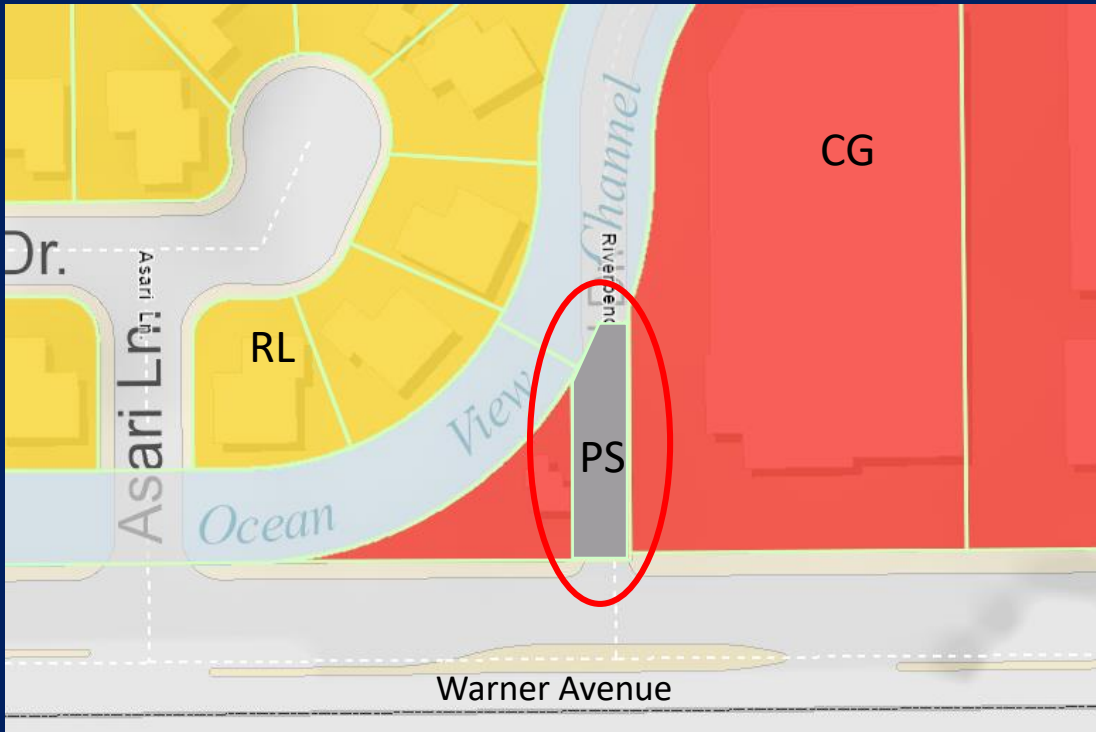 CG
Channel
Riverbend
Dr.
Asari Ln.
Asari Ln.
RL
View
PS
Ocean
Warner Avenue